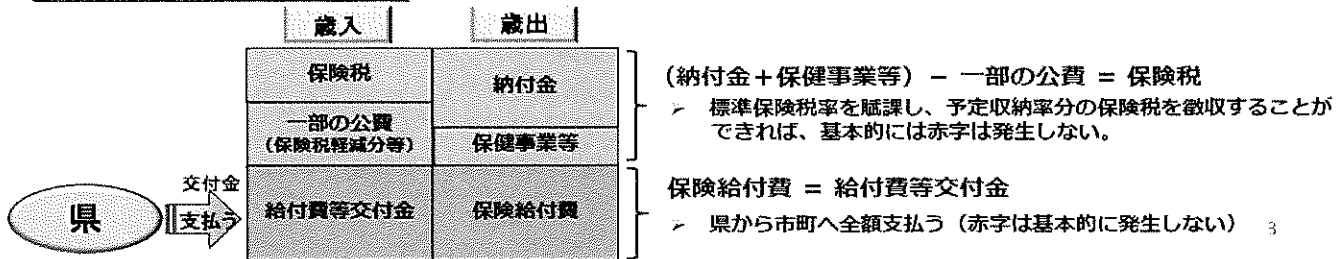 歳入
歳出
保険税
納付金
一部の公費
(保険税軽減分等)
保健事業等
(納付金+保健事業等) - 一部の公費 = 保険税
➢ 標準保険税率を賦課し、予定収納率分の保険税を徴収することが
できれば、基本的には赤字は発生しない。
県
交付金
支払う
給付費等交付金
保険給付費
保険給付費 = 給付費等交付金
➢ 県から市町へ全額支払う(赤字は基本的に発生しない)
3